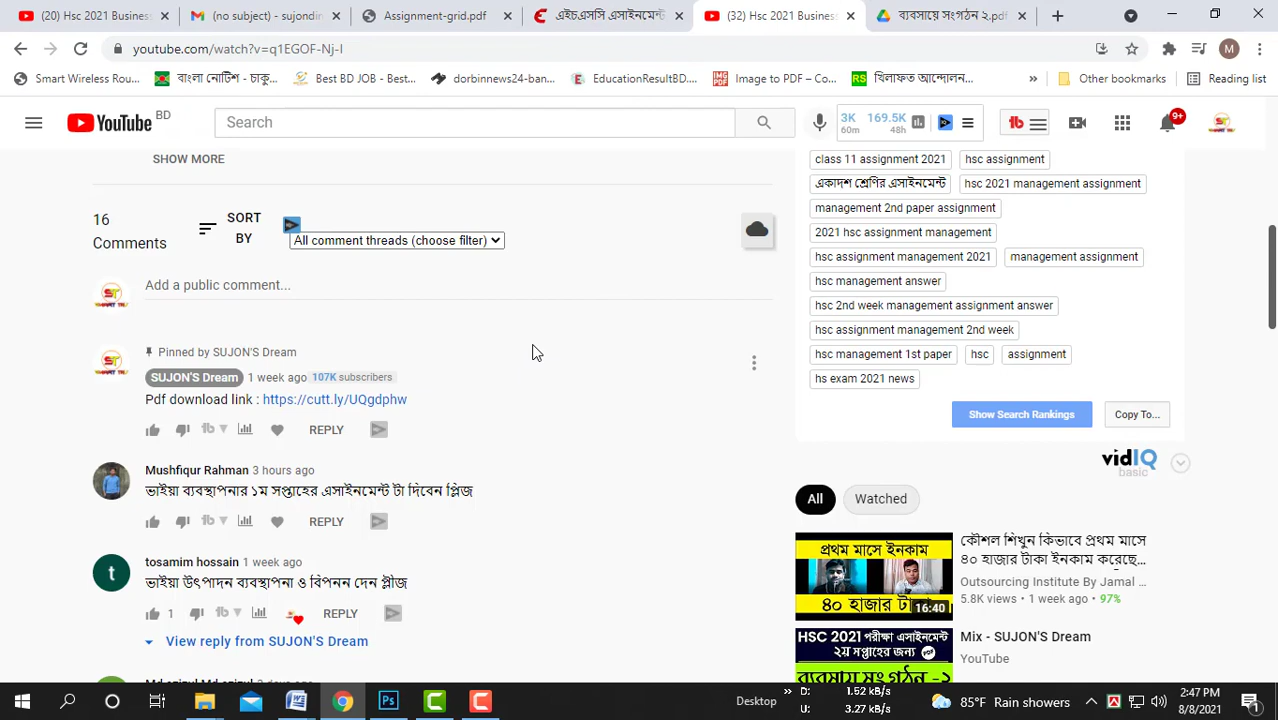 (20) Hsc 2021 Business
(no subject) - sujondin
Assignment-grid.pdf
এইচএসসি এসাইনমেন্ট
(32) Hsc 2021 Busines
ব্যবসায়ে সংগঠন ২.pdf
youtube.com/watch?v=q1EGOF-Nj-I
M
Smart Wireless Rou...
বাংলা নোটিশ - চাকু...
Best BD JOB - Best...
dorbinnews24-ban...
EducationResultBD....
Image to PDF – Co...
RS
খিলাফত আন্দোলন...
Other bookmarks
Reading list
YouTube BD
Search
3K
60m
169.5K
48h
9+
SHOW MORE
16
Comments
SORT
BY
All comment threads (choose filter)
Add a public comment...
Pinned by SUJON'S Dream
SUJON'S Dream 1 week ago 107K subscribers
Pdf download link : https://cutt.ly/UQgdphw
REPLY
Mushfiqur Rahman 3 hours ago
ভাইয়া ব্যবস্থাপনার ১ম সপ্তাহের এসাইনমেন্ট টা দিবেন প্লিজ
REPLY
t
tosamim hossain 1 week ago
ভাইয়া উৎপাদন ব্যবস্থাপনা ও বিপনন দেন প্লীজ
1
REPLY
View reply from SUJON'S Dream
class 11 assignment 2021
hsc assignment
একাদশ শ্রেণির এসাইনমেন্ট
hsc 2021 management assignment
management 2nd paper assignment
2021 hsc assignment management
hsc assignment management 2021
management assignment
hsc management answer
hsc 2nd week management assignment answer
hsc assignment management 2nd week
hsc management 1st paper
hsc
assignment
hs exam 2021 news
Show Search Rankings
Copy To...
vidIQ
basic
All
Watched
প্রথম মাসে ইনকাম
৪০ হাজার টাকা
16:40
কৌশল শিখুন কিভাবে প্রথম মাসে
৪০ হাজার টাকা ইনকাম করেছে...
Outsourcing Institute By Jamal ...
5.8K views • 1 week ago • 97%
HSC 2021 পরীক্ষা এসাইনমেন্ট
২য় সপ্তাহের জন্য
ব্যবসায় সংগঠন -২
Mix - SUJON'S Dream
YouTube
Desktop
D: 1.52 kB/s
U: 3.27 kB/s
85°F Rain showers
2:47 PM
8/8/2021
1